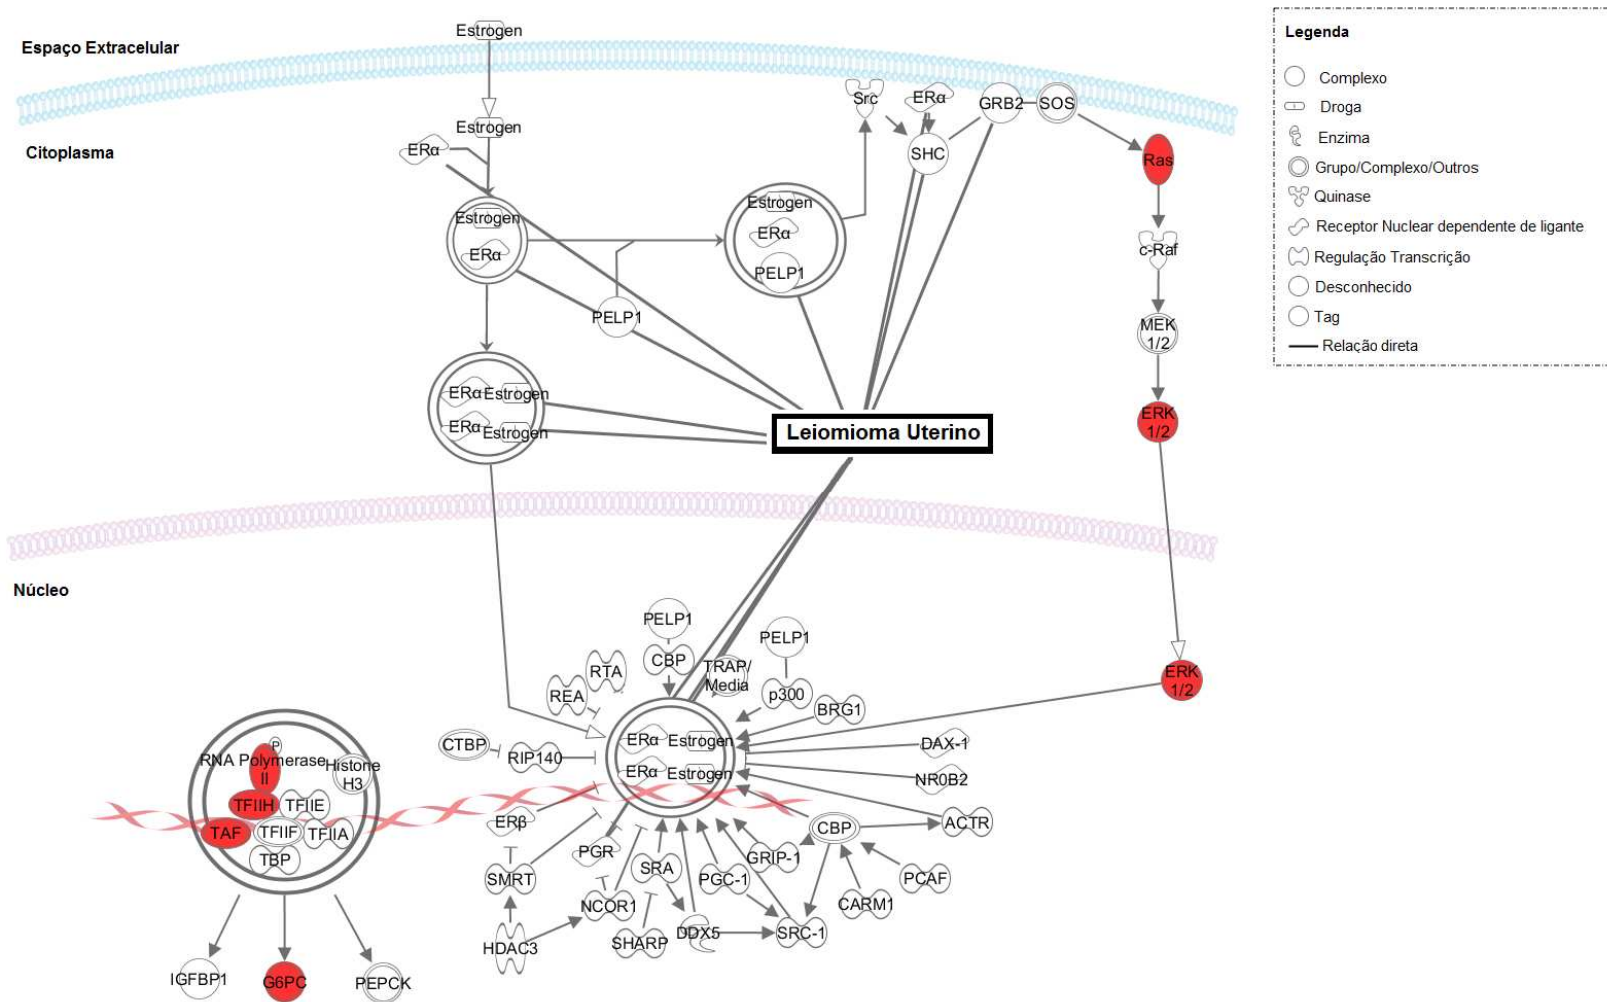 Espaço Extracelular
Estrogen
Estrogen
Citoplasma
ERα
Src
ERα
GRB2
SOS
SHC
Ras
Estrogen
ERα
Estrogen
ERα
PELP1
PELP1
c-Raf
MEK
1/2
ERα
Estrogen
ERα
Estrogen
Leiomioma Uterino
ERK
1/2
Núcleo
PELP1
PELP1
CBP
RTA
REA
TRAP/
Media
p300
BRG1
ERK
1/2
CTBP
RIP140
ERα
Estrogen
ERα
Estrogen
DAX-1
NR0B2
P
RNA Polymerase
II
Histone
H3
TFIIH
TFIIE
TAF
TFIIF
TFIIA
TBP
ERβ
PGR
CBP
ACTR
SMRT
SRA
PGC-1
GRIP-1
PCAF
NCOR1
CARM1
HDAC3
SHARP
DDX5
SRC-1
IGFBP1
G6PC
PEPCK
Legenda
Complexo
Droga
Enzima
Grupo/Complexo/Outros
Quinase
Receptor Nuclear dependente de ligante
Regulação Transcrição
Desconhecido
Tag
Relação direta